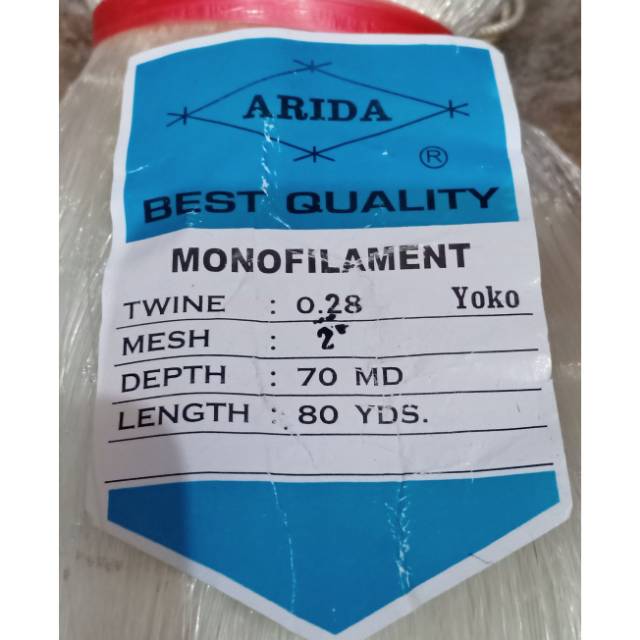 ARIDA
®
BEST QUALITY
MONOFILAMENT
TWINE : 0.28 Yoko
MESH : 2"
DEPTH : 70 MD
LENGTH : 80 YDS.